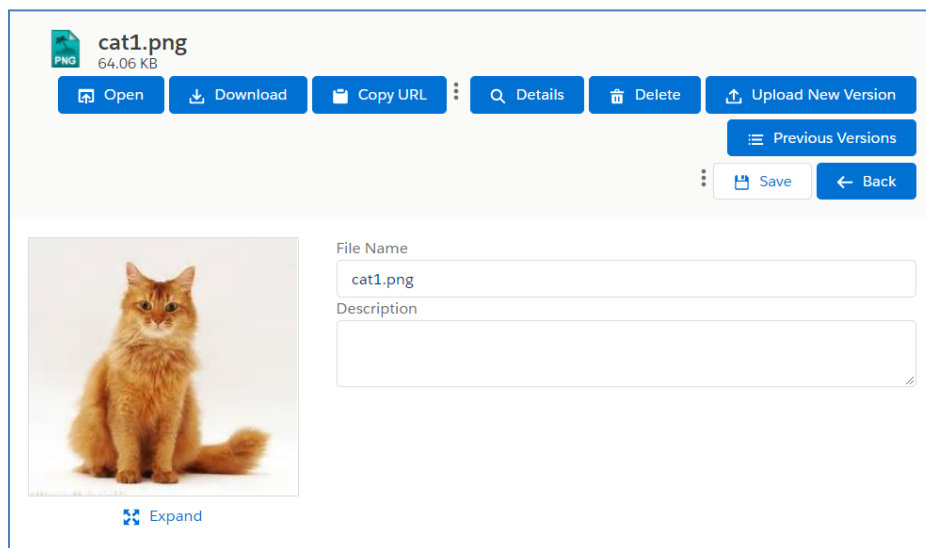 cat1.png
PNG
64.06 KB
Open Download Copy URL Details Delete Upload New Version
Previous Versions
Save Back
File Name
cat1.png
Description
Expand